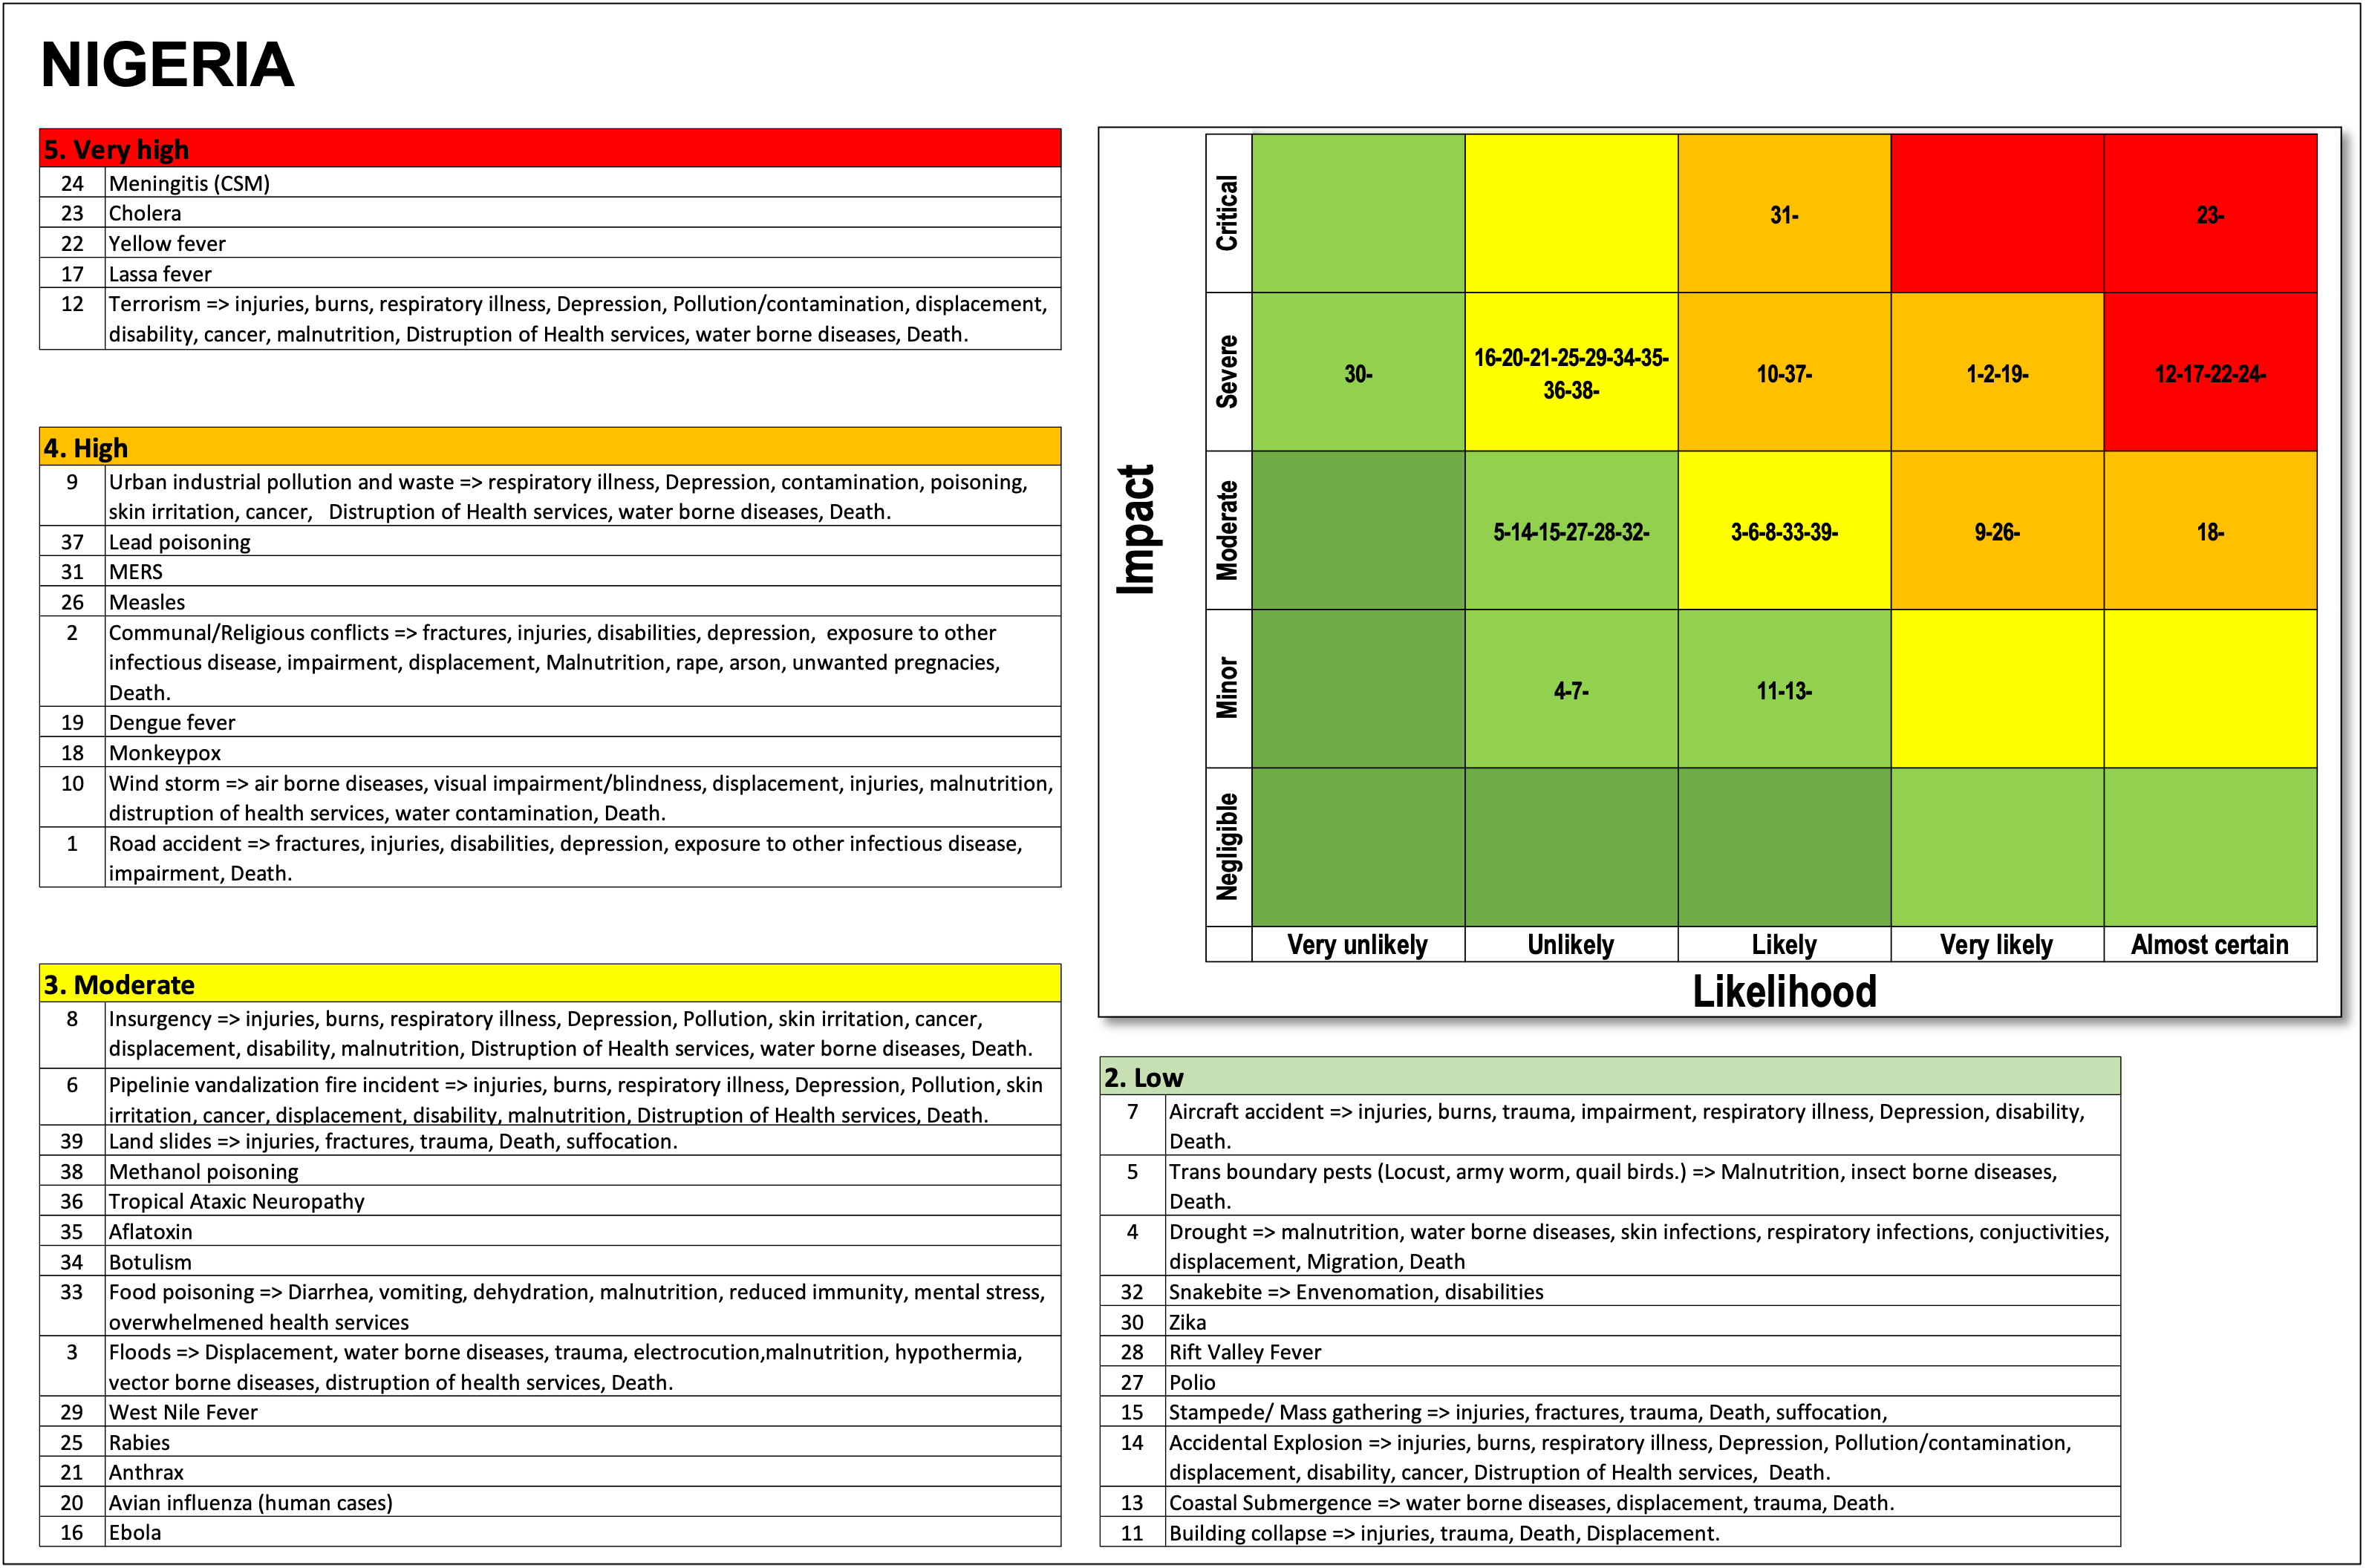 NIGERIA
5. Very high
24 Meningitis (CSM)
23 Cholera
22 Yellow fever
17 Lassa fever
12 Terrorism => injuries, burns, respiratory illness, Depression, Pollution/contamination, displacement,
disability, cancer, malnutrition, Distruption of Health services, water borne diseases, Death.
4. High
9 Urban industrial pollution and waste => respiratory illness, Depression, contamination, poisoning,
skin irritation, cancer, Distruption of Health services, water borne diseases, Death.
37 Lead poisoning
31 MERS
26 Measles
2 Communal/Religious conflicts => fractures, injuries, disabilities, depression, exposure to other
infectious disease, impairment, displacement, Malnutrition, rape, arson, unwanted pregnacies,
Death.
19 Dengue fever
18 Monkeypox
10 Wind storm => air borne diseases, visual impairment/blindness, displacement, injuries, malnutrition,
distruption of health services, water contamination, Death.
1 Road accident => fractures, injuries, disabilities, depression, exposure to other infectious disease,
impairment, Death.
3. Moderate
8 Insurgency => injuries, burns, respiratory illness, Depression, Pollution, skin irritation, cancer,
displacement, disability, malnutrition, Distruption of Health services, water borne diseases, Death.
6 Pipelinie vandalization fire incident => injuries, burns, respiratory illness, Depression, Pollution, skin
irritation, cancer, displacement, disability, malnutrition, Distruption of Health services, Death.
39 Land slides => injuries, fractures, trauma, Death, suffocation.
38 Methanol poisoning
36 Tropical Ataxic Neuropathy
35 Aflatoxin
34 Botulism
33 Food poisoning => Diarrhea, vomiting, dehydration, malnutrition, reduced immunity, mental stress,
overwhelmened health services
3 Floods => Displacement, water borne diseases, trauma, electrocution,malnutrition, hypothermia,
vector borne diseases, distruption of health services, Death.
29 West Nile Fever
25 Rabies
21 Anthrax
20 Avian influenza (human cases)
16 Ebola
Impact
Critical
31-
23-
Severe
30-
16-20-21-25-29-34-35-
36-38-
10-37-
1-2-19-
12-17-22-24-
Moderate
5-14-15-27-28-32-
3-6-8-33-39-
9-26-
18-
Minor
4-7-
11-13-
Negligible
Very unlikely
Unlikely
Likely
Very likely
Almost certain
Likelihood
2. Low
7 Aircraft accident => injuries, burns, trauma, impairment, respiratory illness, Depression, disability,
Death.
5 Trans boundary pests (Locust, army worm, quail birds.) => Malnutrition, insect borne diseases,
Death.
4 Drought => malnutrition, water borne diseases, skin infections, respiratory infections, conjuctivities,
displacement, Migration, Death
32 Snakebite => Envenomation, disabilities
30 Zika
28 Rift Valley Fever
27 Polio
15 Stampede/ Mass gathering => injuries, fractures, trauma, Death, suffocation,
14 Accidental Explosion => injuries, burns, respiratory illness, Depression, Pollution/contamination,
displacement, disability, cancer, Distruption of Health services, Death.
13 Coastal Submergence => water borne diseases, displacement, trauma, Death.
11 Building collapse => injuries, trauma, Death, Displacement.